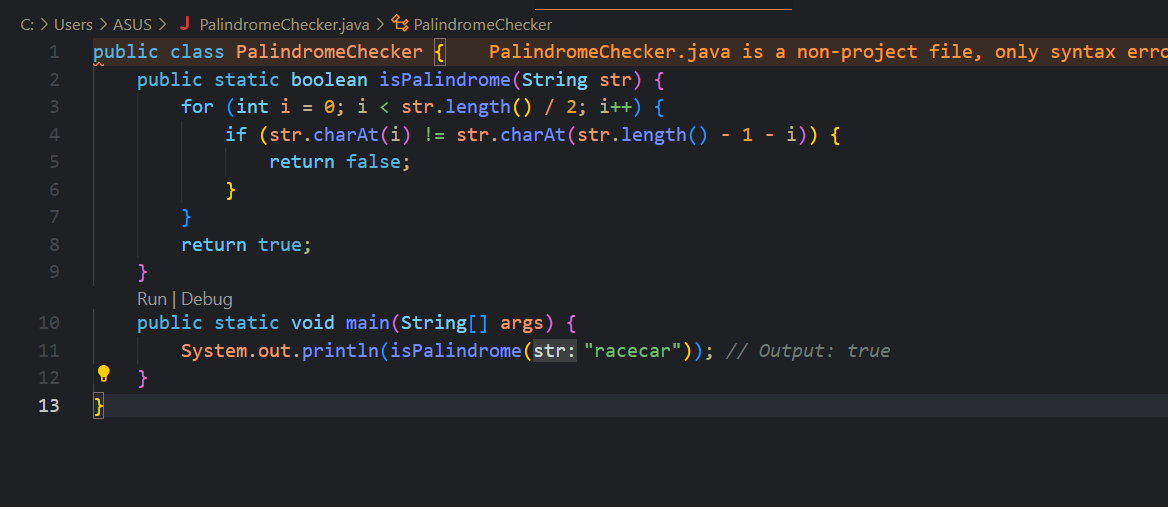 C: > Users > ASUS > J PalindromeChecker.java > PalindromeChecker
1 public class PalindromeChecker { PalindromeChecker.java is a non-project file, only syntax erro
2 public static boolean isPalindrome(String str) {
3 for (int i = 0; i < str.length() / 2; i++) {
4 if (str.charAt(i) != str.charAt(str.length() - 1 - i)) {
5 return false;
6 }
7 }
8 return true;
9 }
Run | Debug
10 public static void main(String[] args) {
11 System.out.println(isPalindrome(str: "racecar")); // Output: true
12 }
13 }